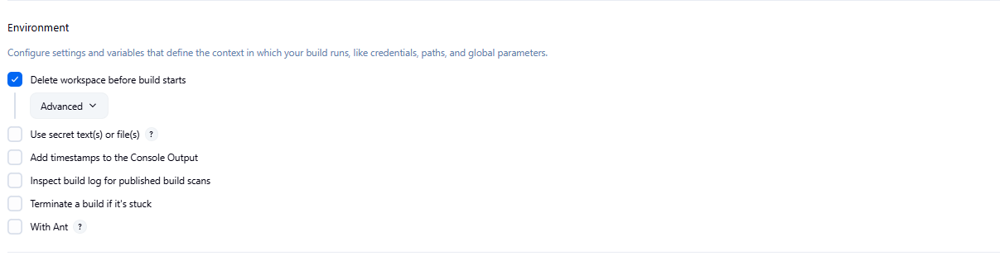 Environment
Configure settings and variables that define the context in which your build runs, like credentials, paths, and global parameters.
Delete workspace before build starts
Advanced
Use secret text(s) or file(s) ?
Add timestamps to the Console Output
Inspect build log for published build scans
Terminate a build if it's stuck
With Ant ?